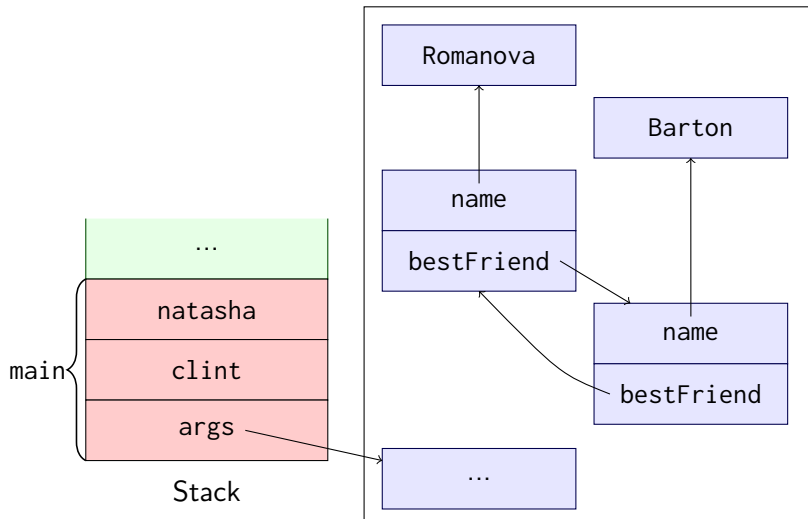 Romanova
Barton
name
bestFriend
name
bestFriend
...
...
natasha
main
clint
args
Stack